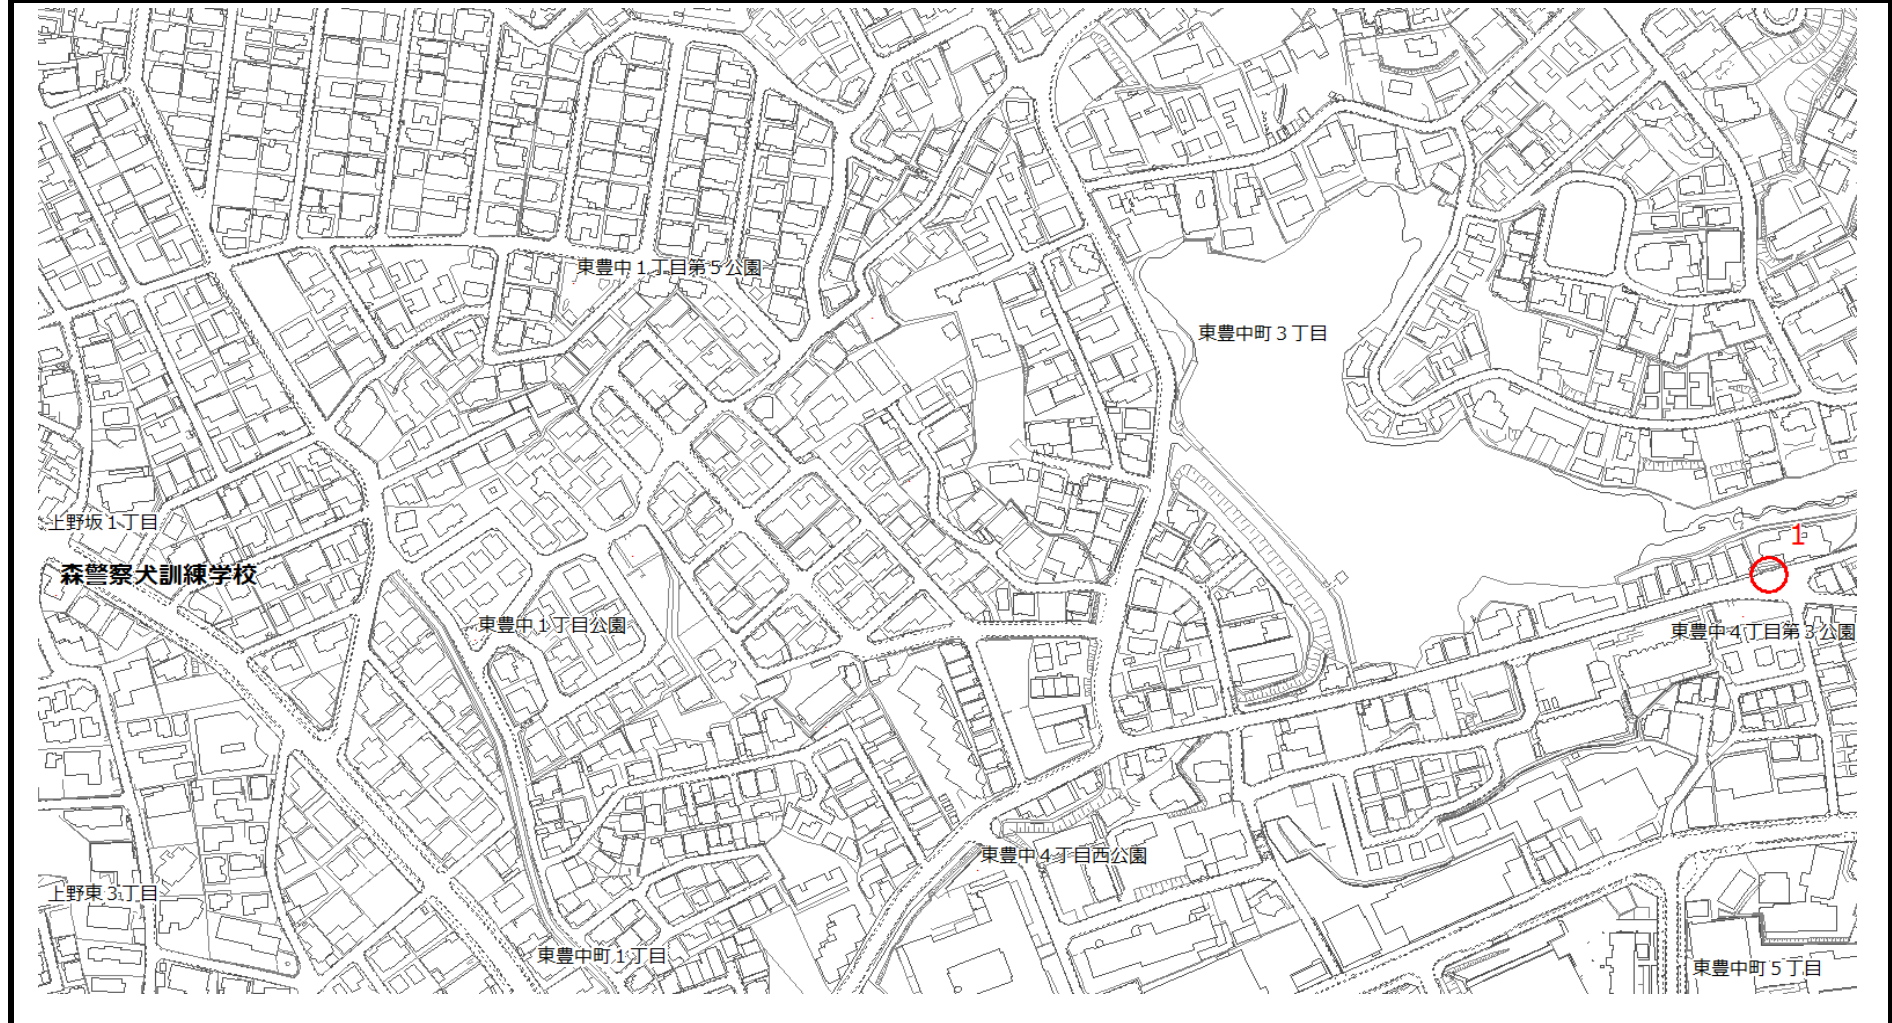 東豊中１丁目第５公園
東豊中町３丁目
上野坂１丁目
1
森警察犬訓練学校
東豊中１丁目公園
東豊中４丁目第３公園
東豊中４丁目西公園
上野東３丁目
東豊中町１丁目
東豊中町５丁目